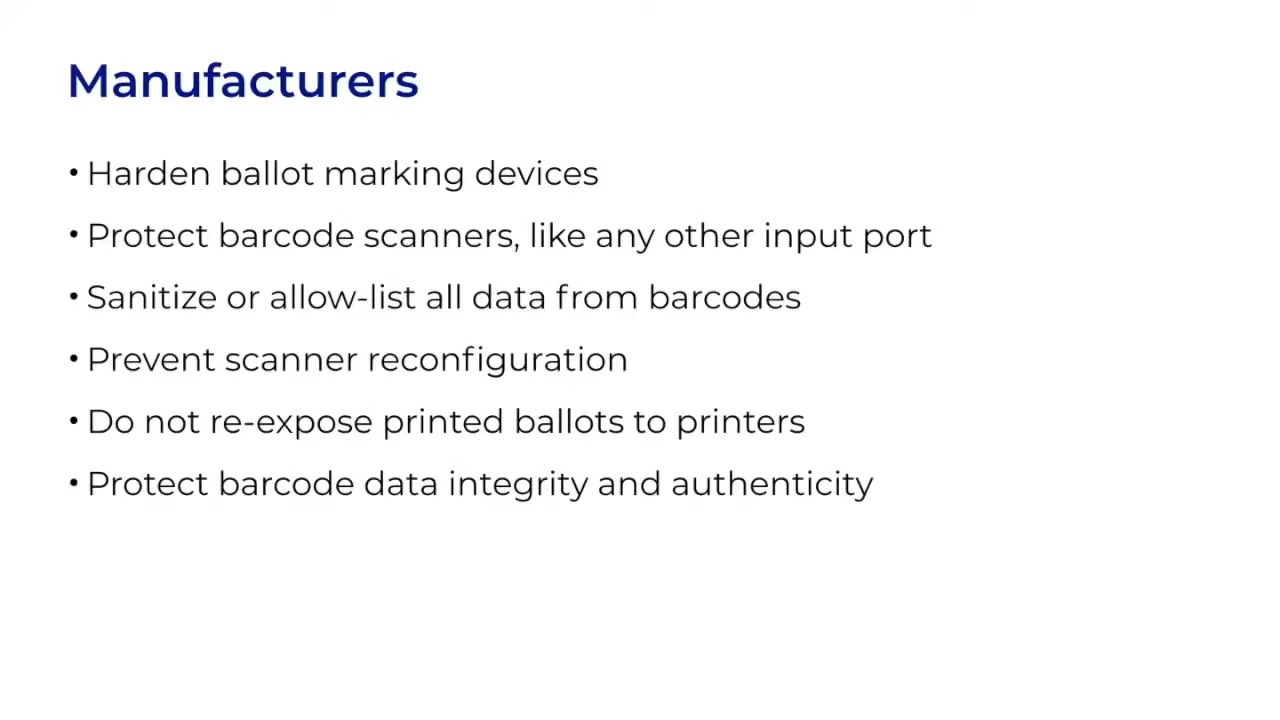 Manufacturers
• Harden ballot marking devices
• Protect barcode scanners, like any other input port
• Sanitize or allow-list all data from barcodes
• Prevent scanner reconfiguration
• Do not re-expose printed ballots to printers
• Protect barcode data integrity and authenticity